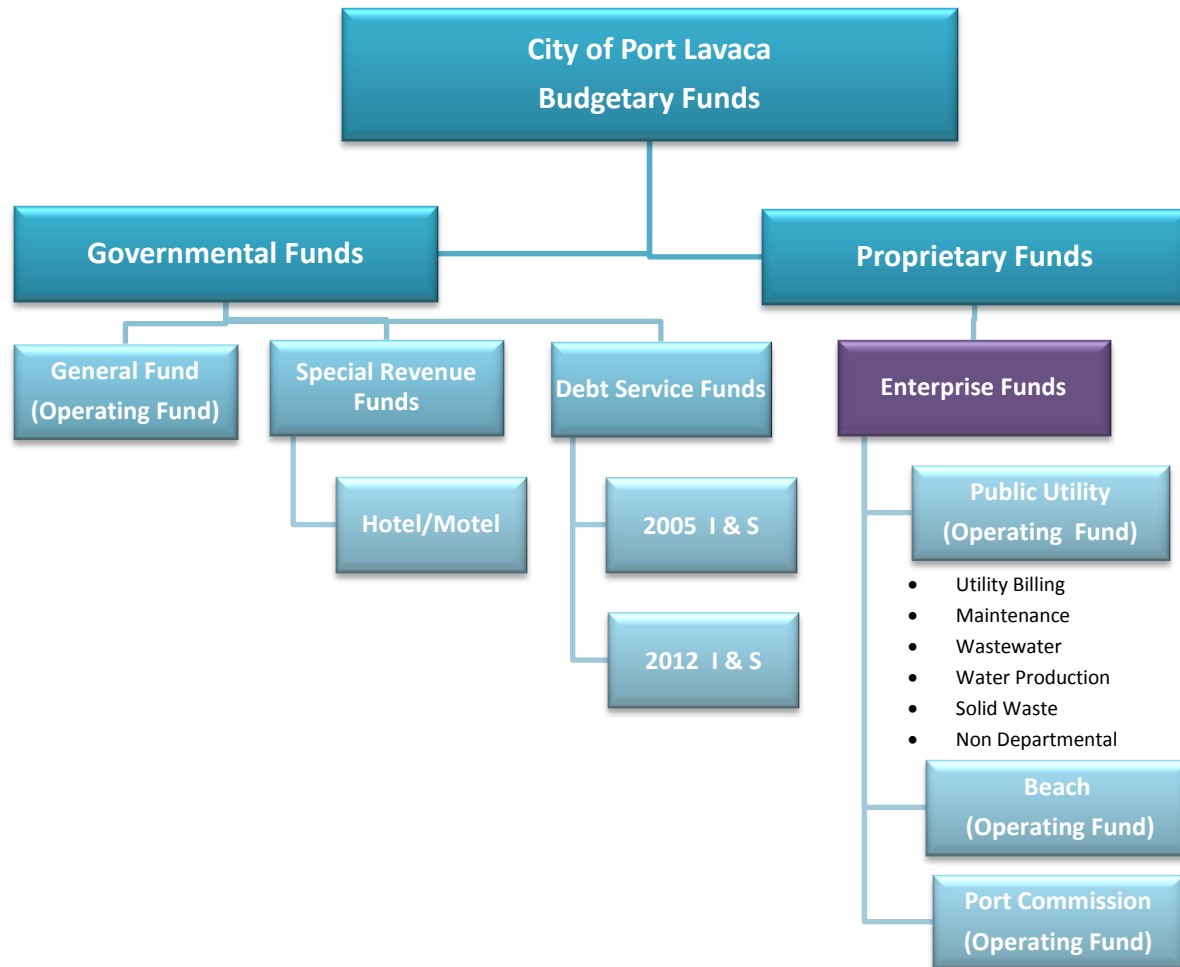 City of Port Lavaca
Budgetary Funds
Governmental Funds
Proprietary Funds
General Fund
(Operating Fund)
Special Revenue
Funds
Debt Service Funds
Enterprise Funds
Hotel/Motel
2005 I & S
2012 I & S
Public Utility
(Operating Fund)
• Utility Billing
• Maintenance
• Wastewater
• Water Production
• Solid Waste
• Non Departmental
Beach
(Operating Fund)
Port Commission
(Operating Fund)